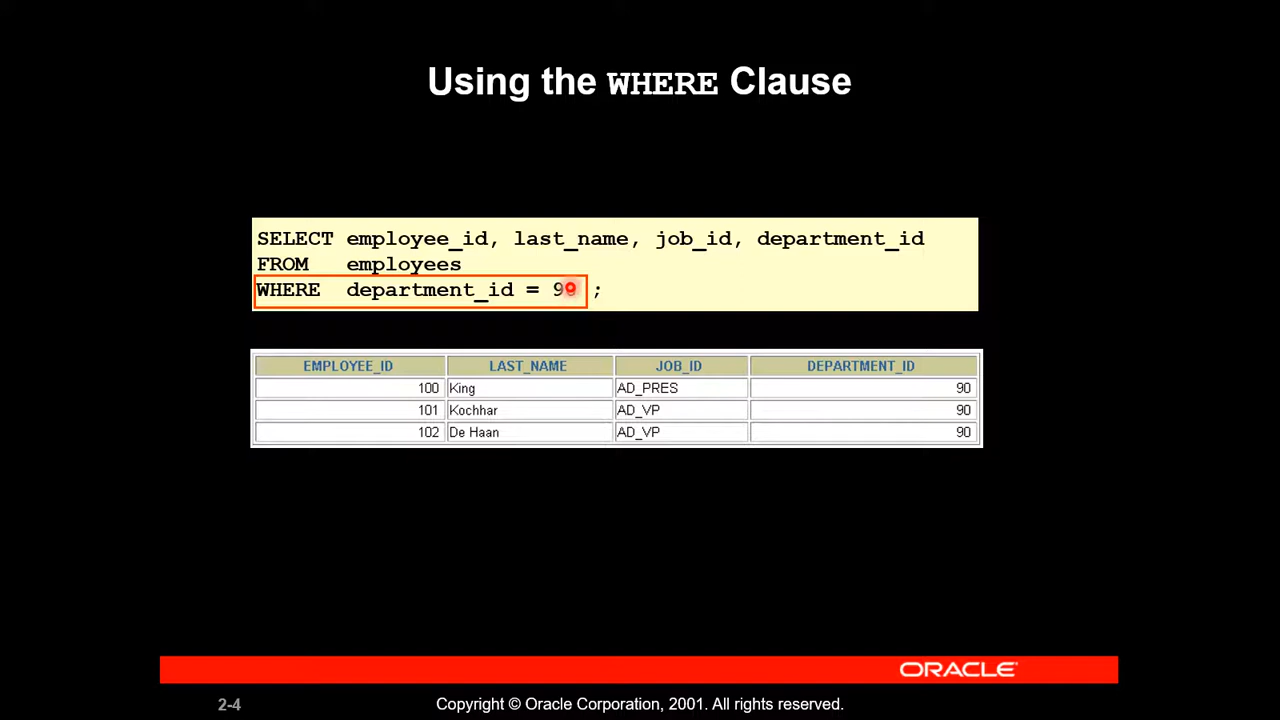 Using the WHERE Clause
SELECT employee_id, last_name, job_id, department_id
FROM employees
WHERE department_id = 90 ;
EMPLOYEE_ID LAST_NAME JOB_ID DEPARTMENT_ID
100 King AD_PRES 90
101 Kochhar AD_VP 90
102 De Haan AD_VP 90
ORACLE
2-4 Copyright © Oracle Corporation, 2001. All rights reserved.